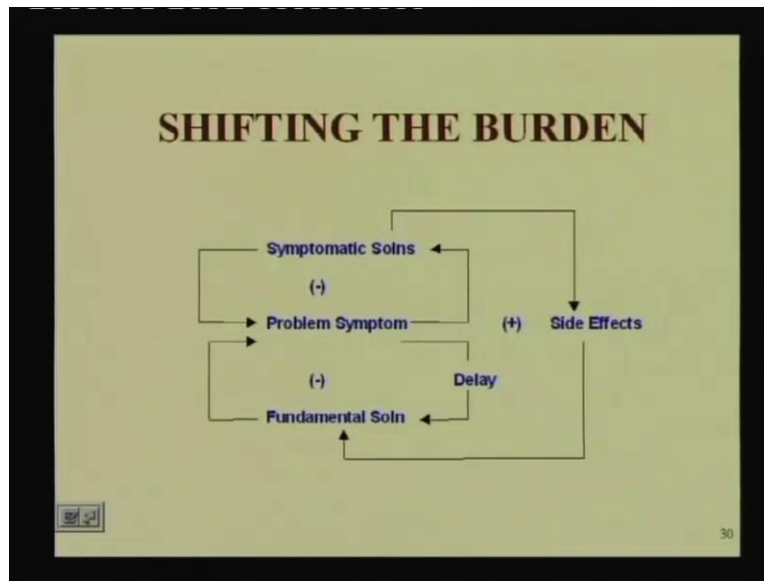 SHIFTING THE BURDEN
Symptomatic Solns
(-)
Problem Symptom
(+) Side Effects
(-)
Delay
Fundamental Soln
30